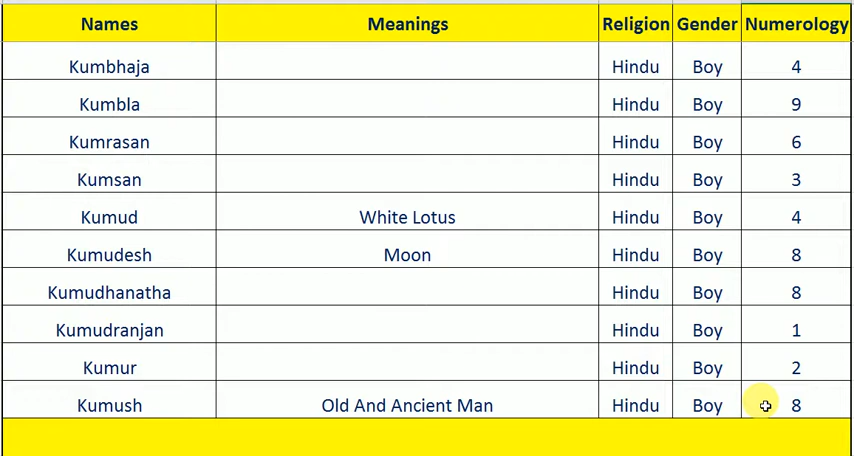 Names Meanings Religion Gender Numerology
Kumbhaja Hindu Boy 4
Kumbla Hindu Boy 9
Kumrasan Hindu Boy 6
Kumsan Hindu Boy 3
Kumud White Lotus Hindu Boy 4
Kumudesh Moon Hindu Boy 8
Kumudhanatha Hindu Boy 8
Kumudranjan Hindu Boy 1
Kumur Hindu Boy 2
Kumush Old And Ancient Man Hindu Boy 8